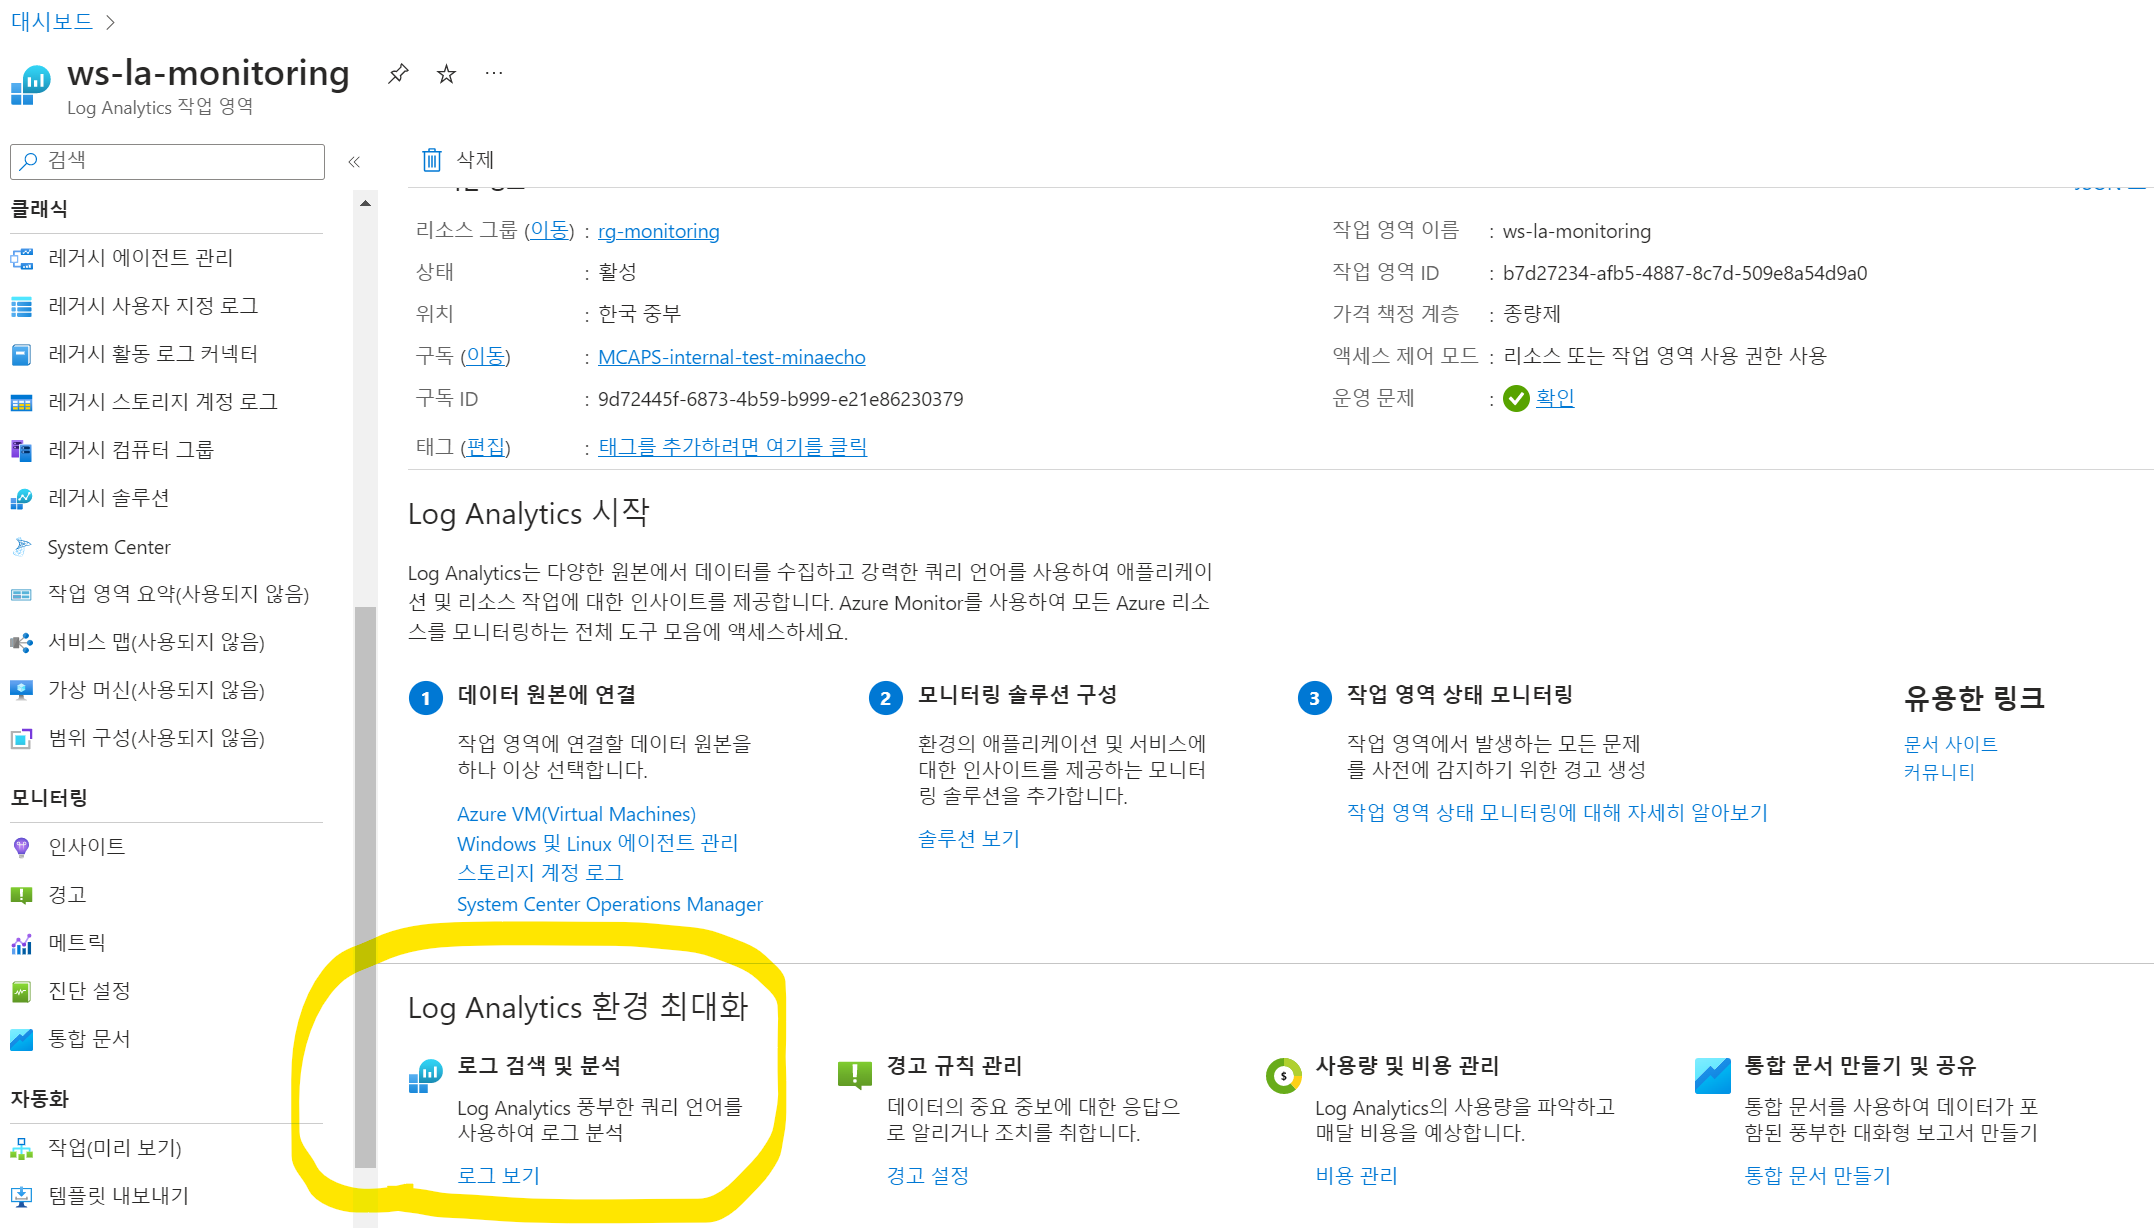 대시보드
ws-la-monitoring
Log Analytics 작업 영역
검색
삭제
클래식
레거시 에이전트 관리
레거시 사용자 지정 로그
레거시 활동 로그 커넥터
레거시 스토리지 계정 로그
레거시 컴퓨터 그룹
레거시 솔루션
System Center
작업 영역 요약(사용되지 않음)
서비스 맵(사용되지 않음)
가상 머신(사용되지 않음)
범위 구성(사용되지 않음)
모니터링
인사이트
경고
메트릭
진단 설정
통합 문서
자동화
작업(미리 보기)
템플릿 내보내기
리소스 그룹 (이동) : rg-monitoring
상태 : 활성
위치 : 한국 중부
구독 (이동) : MCAPS-internal-test-minaecho
구독 ID : 9d72445f-6873-4b59-b999-e21e86230379
태그 (편집) : 태그를 추가하려면 여기를 클릭
작업 영역 이름 : ws-la-monitoring
작업 영역 ID : b7d27234-afb5-4887-8c7d-509e8a54d9a0
가격 책정 계층 : 종량제
액세스 제어 모드 : 리소스 또는 작업 영역 사용 권한 사용
운영 문제 : 확인
Log Analytics 시작
Log Analytics는 다양한 원본에서 데이터를 수집하고 강력한 쿼리 언어를 사용하여 애플리케이
션 및 리소스 작업에 대한 인사이트를 제공합니다. Azure Monitor를 사용하여 모든 Azure 리소
스를 모니터링하는 전체 도구 모음에 액세스하세요.
1 데이터 원본에 연결
작업 영역에 연결할 데이터 원본을
하나 이상 선택합니다.
Azure VM(Virtual Machines)
Windows 및 Linux 에이전트 관리
스토리지 계정 로그
System Center Operations Manager
2 모니터링 솔루션 구성
환경의 애플리케이션 및 서비스에
대한 인사이트를 제공하는 모니터
링 솔루션을 추가합니다.
솔루션 보기
3 작업 영역 상태 모니터링
작업 영역에서 발생하는 모든 문제
를 사전에 감지하기 위한 경고 생성
작업 영역 상태 모니터링에 대해 자세히 알아보기
유용한 링크
문서 사이트
커뮤니티
Log Analytics 환경 최대화
로그 검색 및 분석
Log Analytics 풍부한 쿼리 언어를
사용하여 로그 분석
로그 보기
경고 규칙 관리
데이터의 중요 중보에 대한 응답으
로 알리거나 조치를 취합니다.
경고 설정
사용량 및 비용 관리
Log Analytics의 사용량을 파악하고
매달 비용을 예상합니다.
비용 관리
통합 문서 만들기 및 공유
통합 문서를 사용하여 데이터가 포
함된 풍부한 대화형 보고서 만들기
통합 문서 만들기